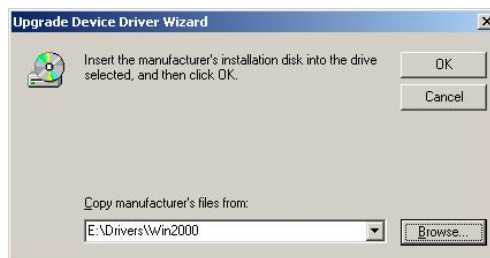 Upgrade Device Driver Wizard
Insert the manufacturer's installation disk into the drive
selected, and then click OK.
OK
Cancel
Copy manufacturer's files from:
E:\Drivers\Win2000
Browse...